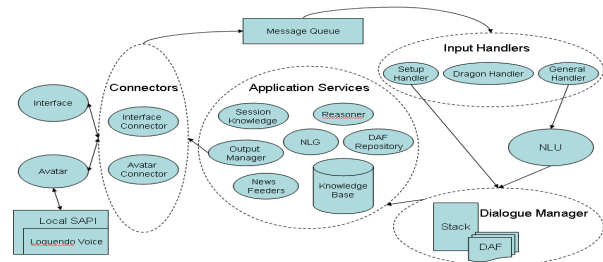 Message Queue
Input Handlers
Setup
Handler
Dragon Handler
General
Handler
Connectors
Application Services
Interface
Interface
Connector
Session
Knowledge
Reasoner
NLU
Output
Manager
NLG
DAF
Repository
Avatar
Avatar
Connector
News
Feeders
Knowledge
Base
Local SAPI
Loquendo Voice
Dialogue Manager
Stack
DAF